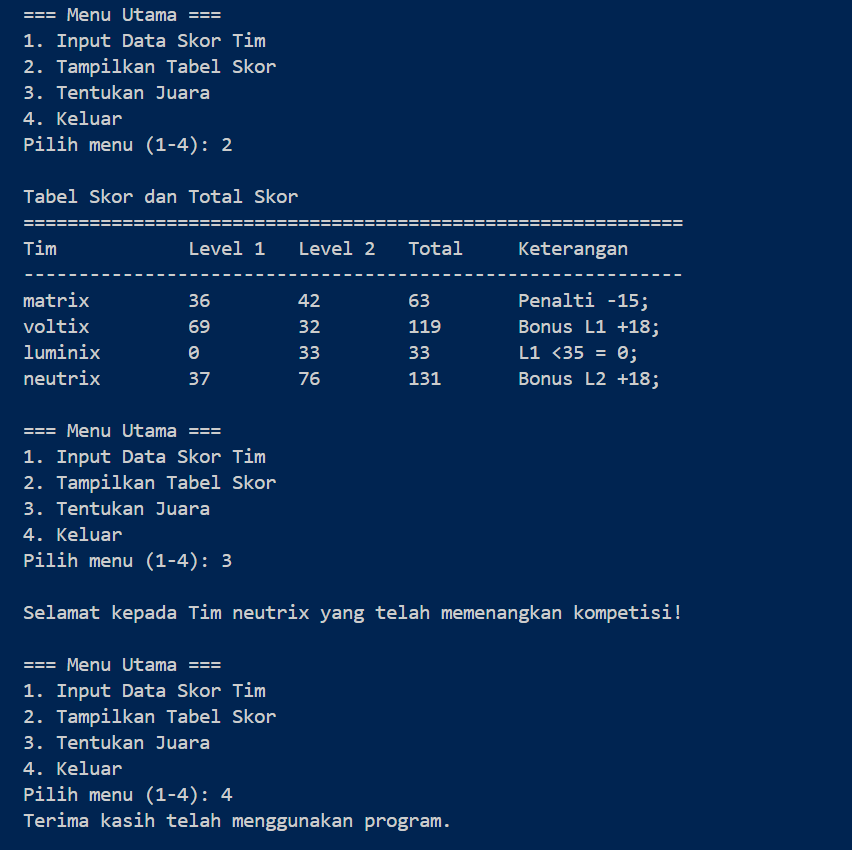 === Menu Utama ===
1. Input Data Skor Tim
2. Tampilkan Tabel Skor
3. Tentukan Juara
4. Keluar
Pilih menu (1-4): 2
Tabel Skor dan Total Skor
============================================================
Tim Level 1 Level 2 Total Keterangan
------------------------------------------------------------
matrix 36 42 63 Penalti -15;
voltix 69 32 119 Bonus L1 +18;
luminix 0 33 33 L1 <35 = 0;
neutrix 37 76 131 Bonus L2 +18;
=== Menu Utama ===
1. Input Data Skor Tim
2. Tampilkan Tabel Skor
3. Tentukan Juara
4. Keluar
Pilih menu (1-4): 3
Selamat kepada Tim neutrix yang telah memenangkan kompetisi!
=== Menu Utama ===
1. Input Data Skor Tim
2. Tampilkan Tabel Skor
3. Tentukan Juara
4. Keluar
Pilih menu (1-4): 4
Terima kasih telah menggunakan program.